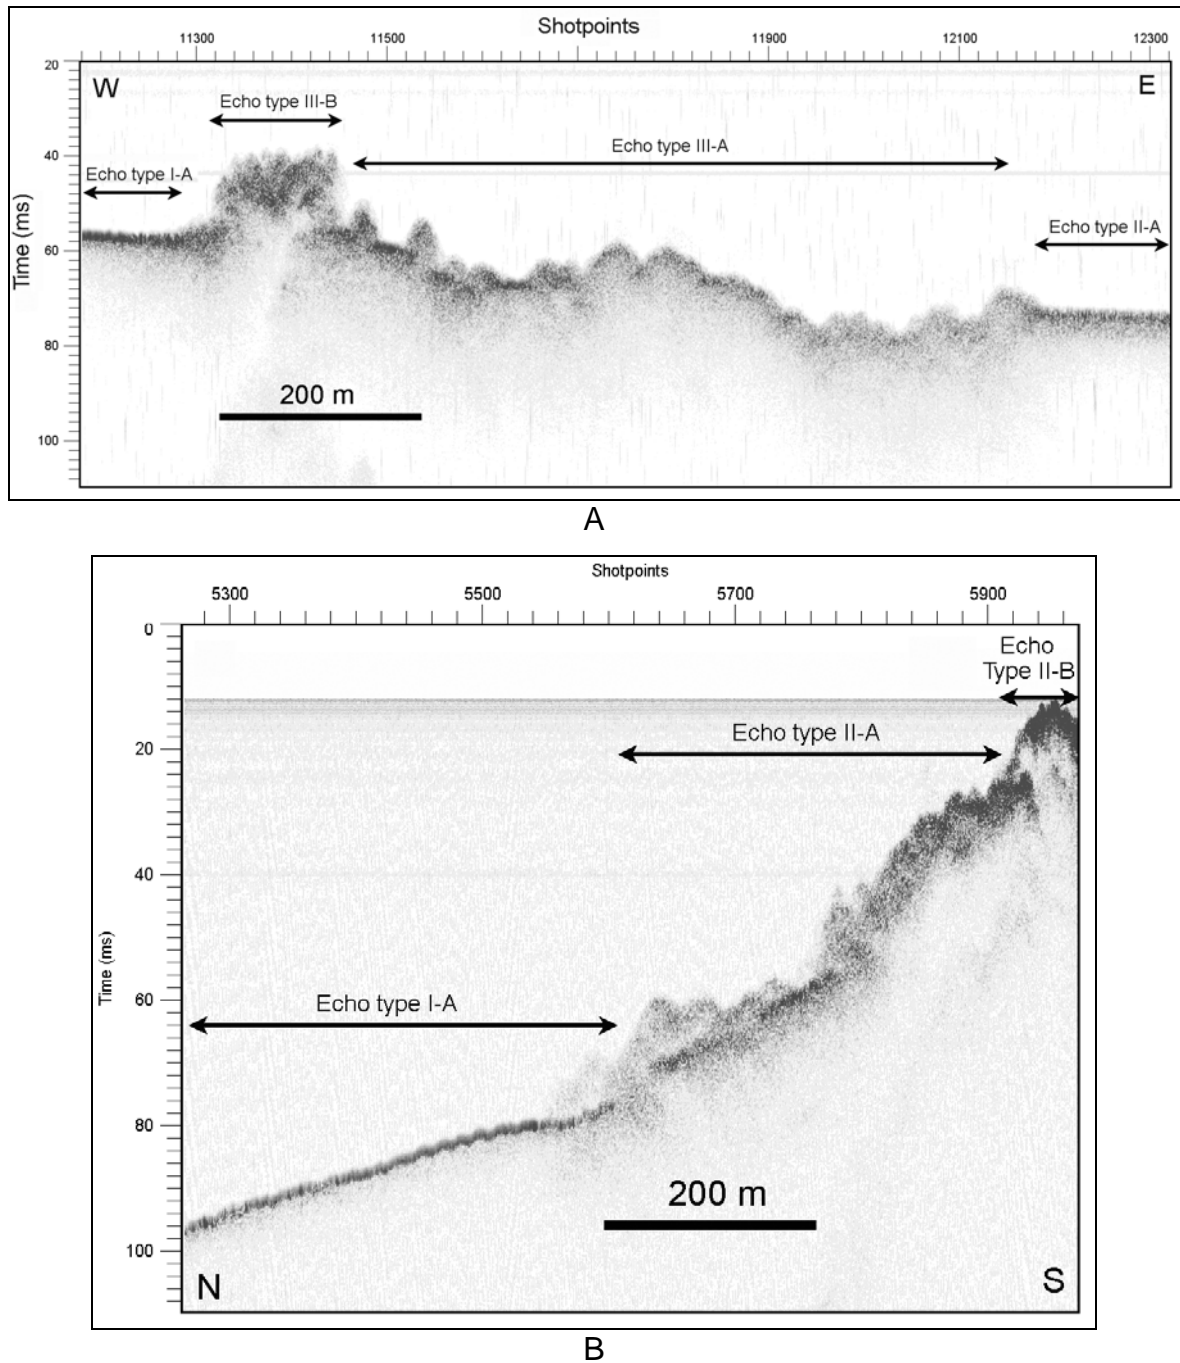 Shotpoints
11300 11500 11900 12100 12300
20
W E
Echo type III-B
Echo type III-A
40
Echo type I-A
Echo type II-A
Time (ms)
60
80
200 m
100
A
Shotpoints
5300 5500 5700 5900
0
Echo
Type II-B
Echo type II-A
20
40
Time (ms)
60
Echo type I-A
80
200 m
100
N S
B